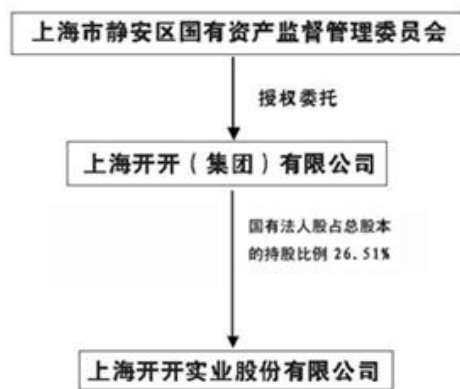 上海市静安区国有资产监督管理委员会
授权委托
上海开开（集团）有限公司
国有法人股占总股本
的持股比例 26.51%
上海开开实业股份有限公司